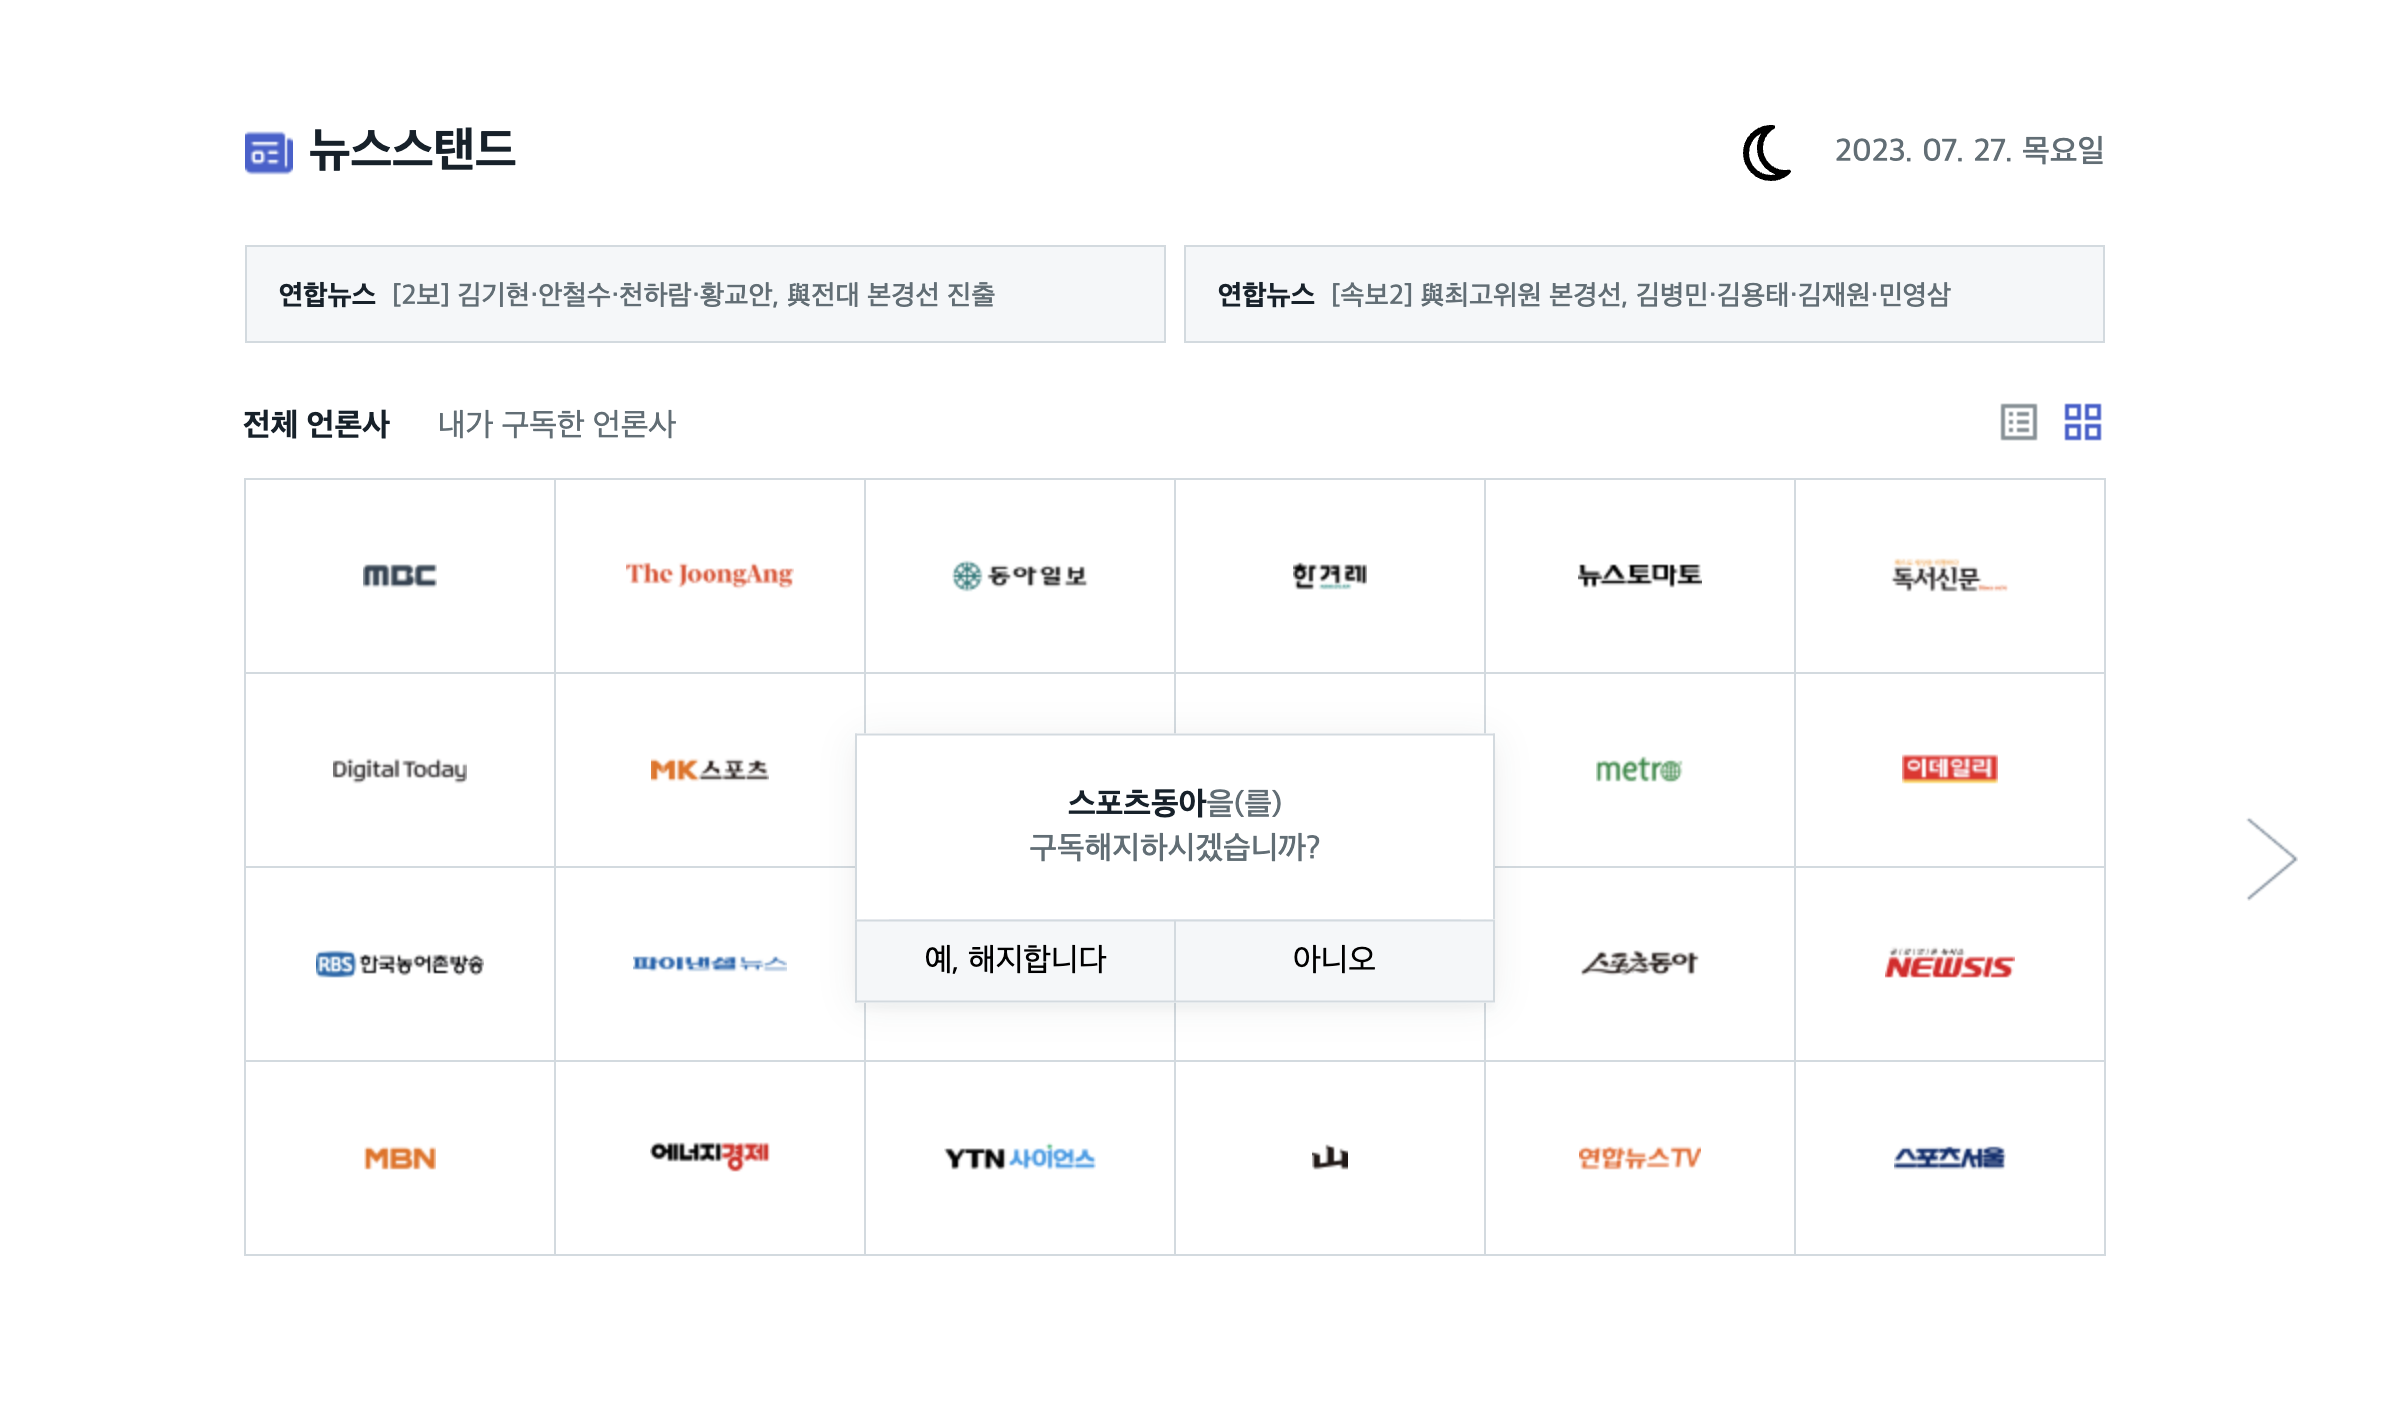 뉴스스탠드
2023. 07. 27. 목요일
연합뉴스 [2보] 김기현·안철수·천하람·황교안, 與전대 본경선 진출
연합뉴스 [속보2] 與최고위원 본경선, 김병민·김용태·김재원·민영삼
전체 언론사 내가 구독한 언론사
MBC
The JoongAng
동아일보
한겨레
뉴스토마토
독서신문
Digital Today
MK스포츠
metro
이데일리
스포츠동아을(를)
구독해지하시겠습니까?
예, 해지합니다
아니오
RBS 한국농어촌방송
파이낸셜뉴스
스포츠동아
NEWSIS
MBN
에너지경제
YTN 사이언스
山
연합뉴스TV
스포츠서울